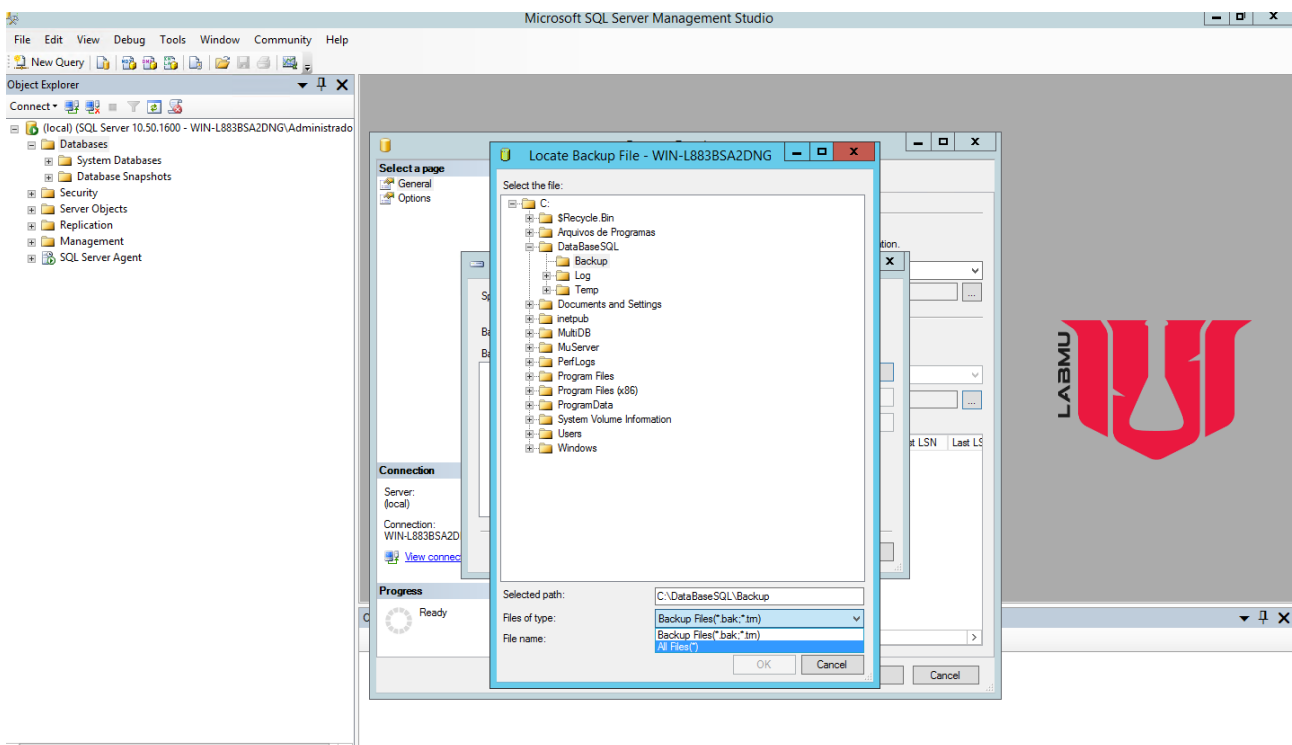 Microsoft SQL Server Management Studio
File Edit View Debug Tools Window Community Help
New Query
Object Explorer
Connect
(local) (SQL Server 10.50.1600 - WIN-L883BSA2DNG\Administrado
Databases
System Databases
Database Snapshots
Security
Server Objects
Replication
Management
SQL Server Agent
Select a page
General
Options
Connection
Server:
(local)
Connection:
WIN-L883BSA2D
View connec
Progress
Ready
Locate Backup File - WIN-L883BSA2DNG
Select the file:
C:
$Recycle.Bin
Arquivos de Programas
DataBaseSQL
Backup
Log
Temp
Documents and Settings
inetpub
MultiDB
MuServer
PerfLogs
Program Files
Program Files (x86)
ProgramData
System Volume Information
Users
Windows
Selected path: C:\DataBaseSQL\Backup
Files of type: Backup Files(*.bak;*.trn)
Backup Files(*.bak;*.trn)
All Files(*)
File name:
OK Cancel
tion.
...
...
st LSN Last LS
Cancel
LABMU